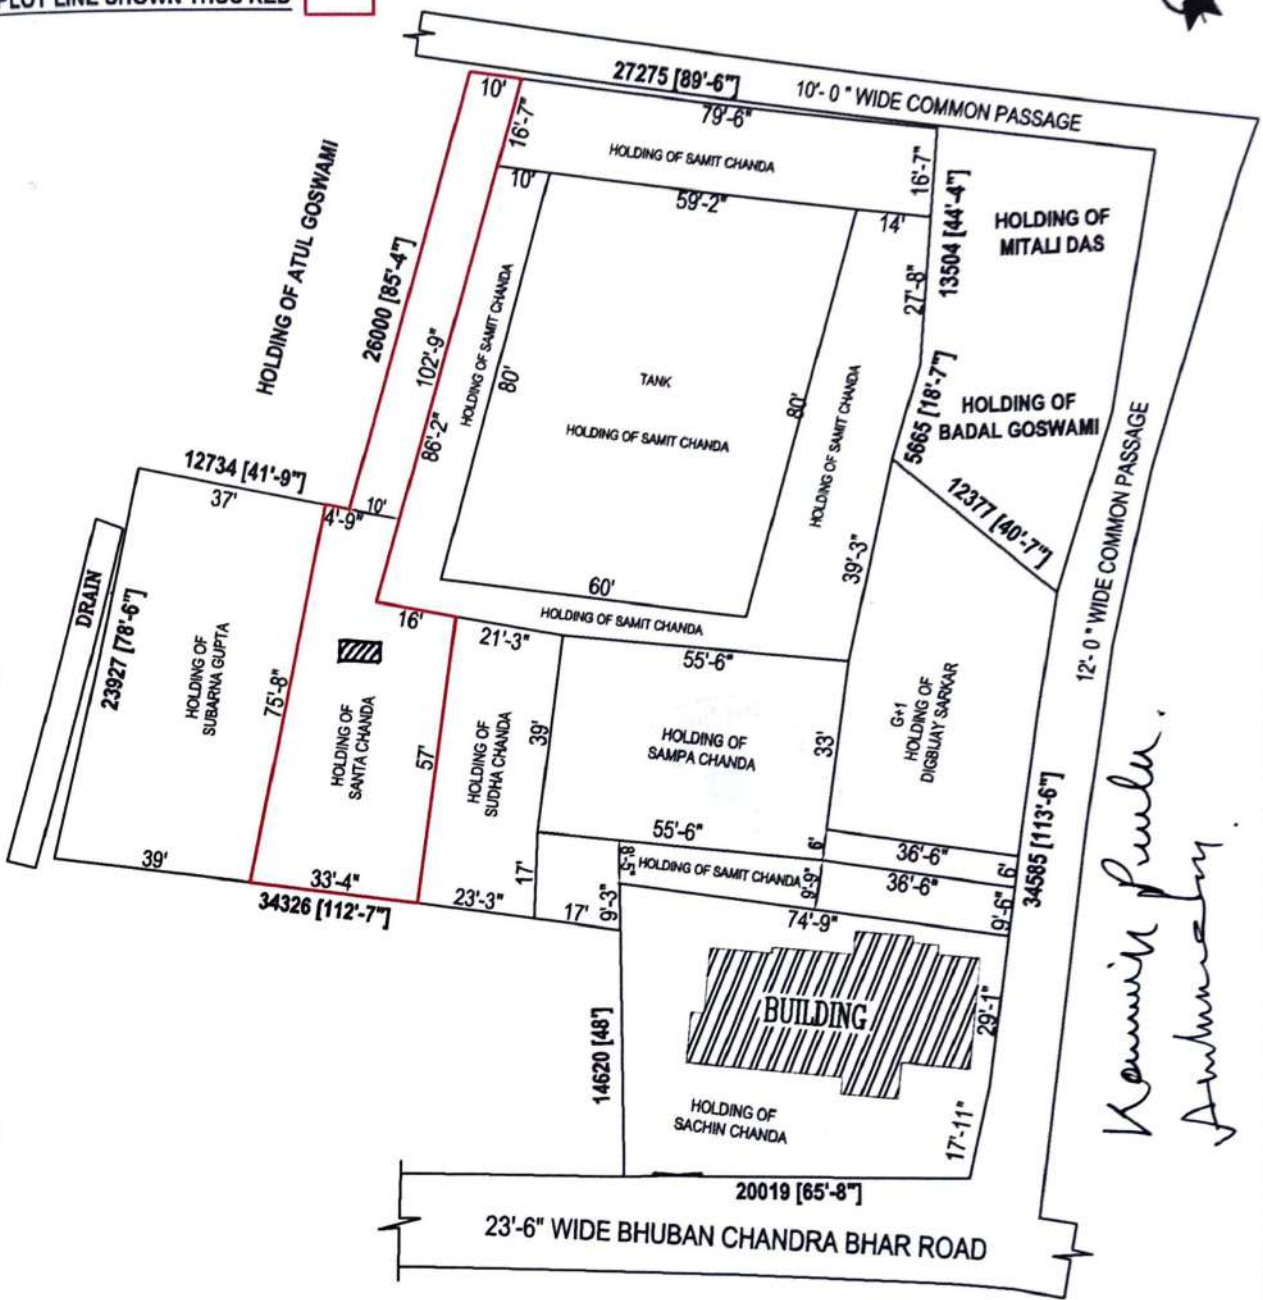 PLOT LINE SHOWN THUS RED
27275 [89'-6"]
10'- 0 " WIDE COMMON PASSAGE
10'
79'-6"
16'-7"
HOLDING OF SAMIT CHANDA
16'-7"
10'
59'-2"
14'
HOLDING OF ATUL GOSWAMI
26000 [85'-4"]
13504 [44'-4"]
HOLDING OF
MITALI DAS
27'-8"
102'-9"
HOLDING OF SAMIT CHANDA
80'
86'-2"
TANK
HOLDING OF SAMIT CHANDA
80'
HOLDING OF SAMIT CHANDA
5665 [18'-7"]
HOLDING OF
BADAL GOSWAMI
12734 [41'-9"]
37'
4'-9"
10'
12377 [40'-7"]
12'- 0 " WIDE COMMON PASSAGE
39'-3"
DRAIN
23927 [78'-6"]
60'
HOLDING OF SAMIT CHANDA
16'
21'-3"
55'-6"
HOLDING OF
SUBARNA GUPTA
75'-8"
HOLDING OF
SANTA CHANDA
57'
HOLDING OF
SUDHA CHANDA
39'
HOLDING OF
SAMPA CHANDA
33'
G+1
HOLDING OF
DIGBIJAY SARKAR
34585 [113'-6"]
55'-6"
6'
36'-6"
6'
39'
33'-4"
34326 [112'-7"]
23'-3"
17'
8'-5"
HOLDING OF SAMIT CHANDA
9'-9"
36'-6"
9'-6"
17'
9'-3"
74'-9"
BUILDING
29'-1"
14620 [48']
HOLDING OF
SACHIN CHANDA
17'-11"
20019 [65'-8"]
23'-6" WIDE BHUBAN CHANDRA BHAR ROAD